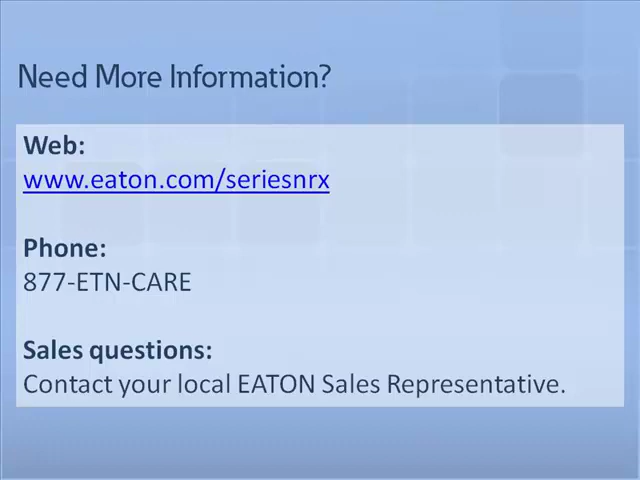 Need More Information?
Web:
www.eaton.com/seriesnrx
Phone:
877-ETN-CARE
Sales questions:
Contact your local EATON Sales Representative.